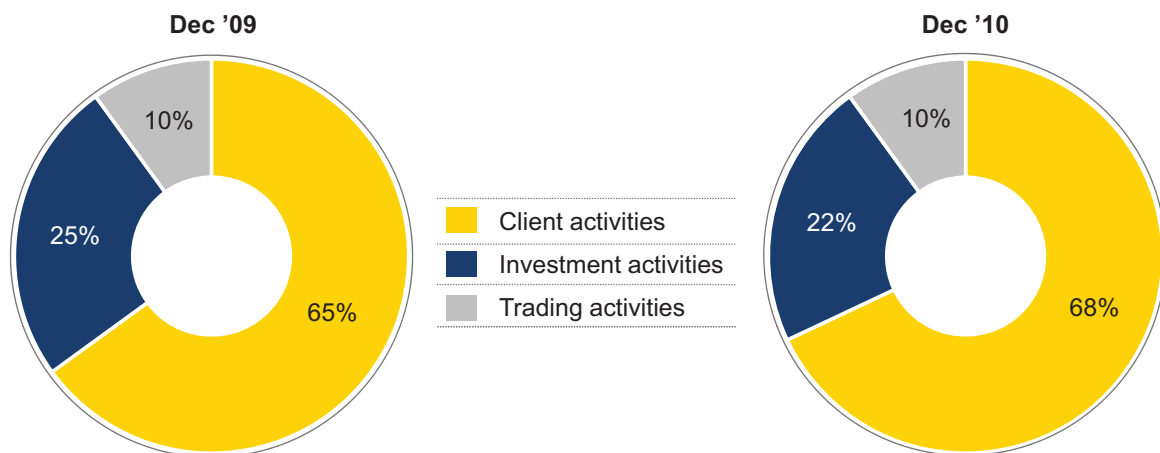 Dec ’09
10%
25%
65%
Client activities
Investment activities
Trading activities
Dec ’10
10%
22%
68%